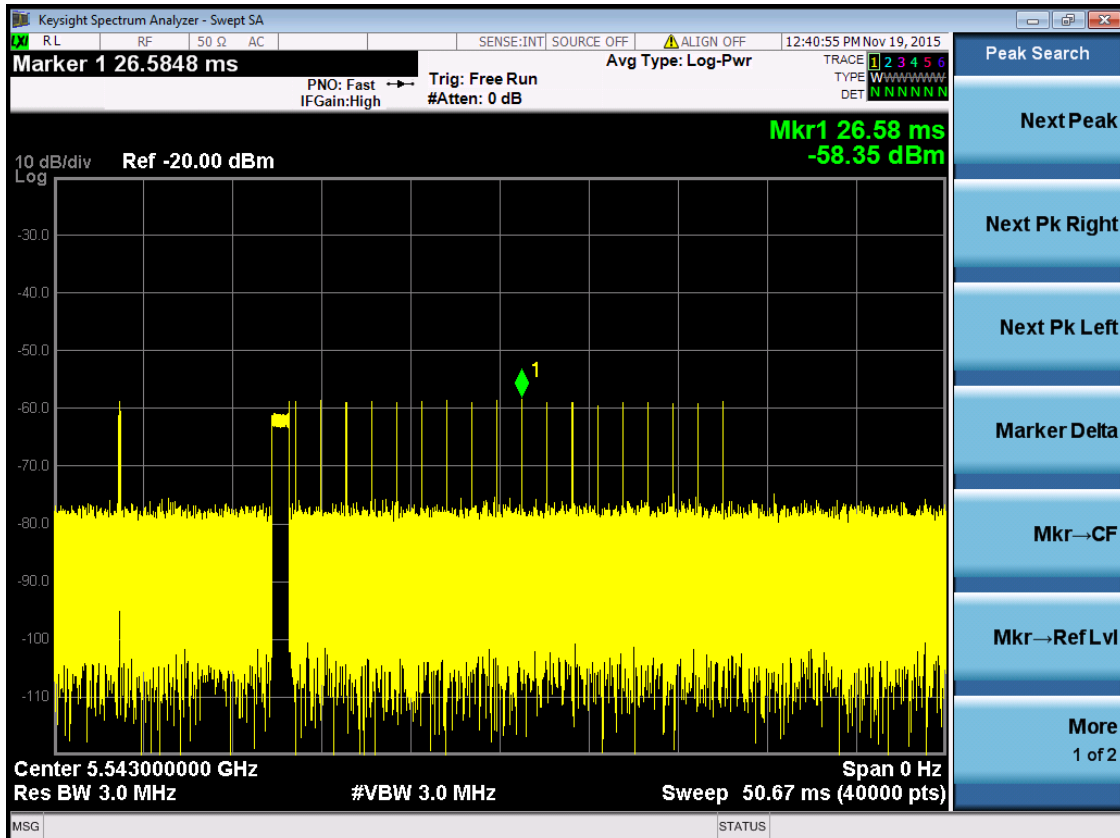 Keysight Spectrum Analyzer - Swept SA
LXI RL RF 50 Ω AC SENSE:INT SOURCE OFF ALIGN OFF 12:40:55 PM Nov 19, 2015
Marker 1 26.5848 ms
PNO: Fast
IFGain:High
Trig: Free Run
#Atten: 0 dB
Avg Type: Log-Pwr
TRACE 1 2 3 4 5 6
TYPE WWWWWW
DET N N N N N N
Mkr1 26.58 ms
-58.35 dBm
10 dB/div Ref -20.00 dBm
Log
-30.0
-40.0
-50.0
1
-60.0
-70.0
-80.0
-90.0
-100
-110
Center 5.543000000 GHz Span 0 Hz
Res BW 3.0 MHz #VBW 3.0 MHz Sweep 50.67 ms (40000 pts)
MSG STATUS
Peak Search
Next Peak
Next Pk Right
Next Pk Left
Marker Delta
Mkr→CF
Mkr→Ref Lvl
More
1 of 2